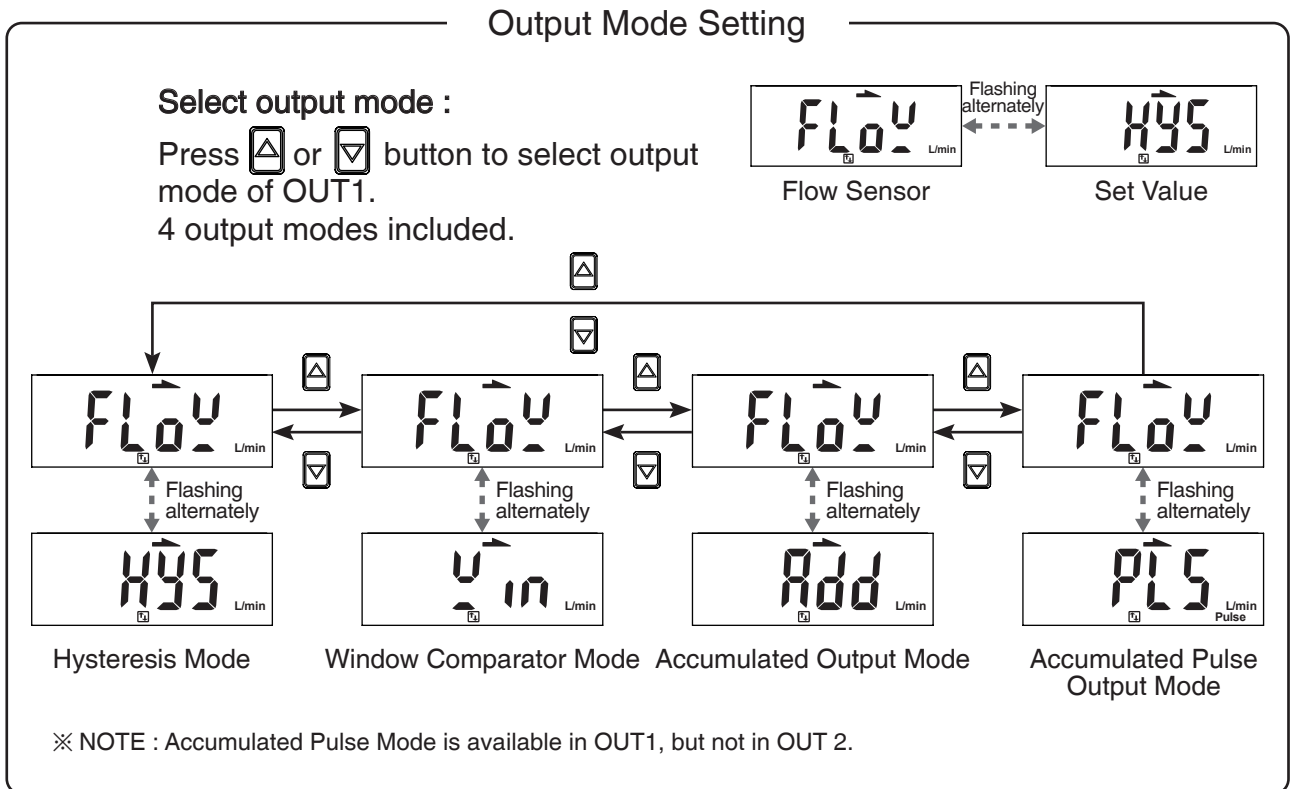 Output Mode Setting
Select output mode :
Press or button to select output
mode of OUT1.
4 output modes included.
FLoW
L/min
Flow Sensor
Flashing
alternately
HYS
L/min
Set Value
FLoW
L/min
FLoW
L/min
FLoW
L/min
FLoW
L/min
Flashing
alternately
Flashing
alternately
Flashing
alternately
Flashing
alternately
HYS
L/min
Win
L/min
Add
L/min
PLS
L/min
Pulse
Hysteresis Mode
Window Comparator Mode
Accumulated Output Mode
Accumulated Pulse
Output Mode
※ NOTE : Accumulated Pulse Mode is available in OUT1, but not in OUT 2.